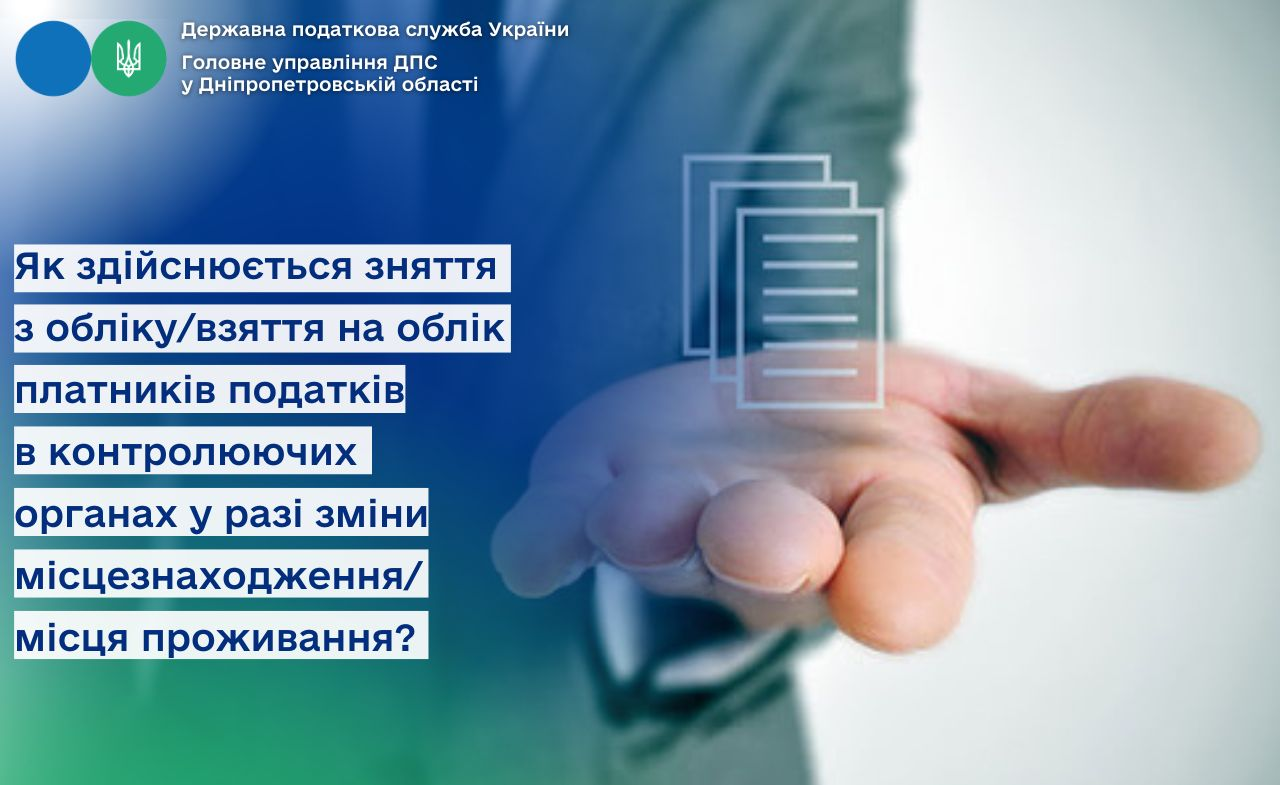 Державна податкова служба України
Головне управління ДПС
у Дніпропетровській області
Як здійснюється зняття
з обліку/взяття на облік
платників податків
в контролюючих
органах у разі зміни
місцезнаходження/
місця проживання?